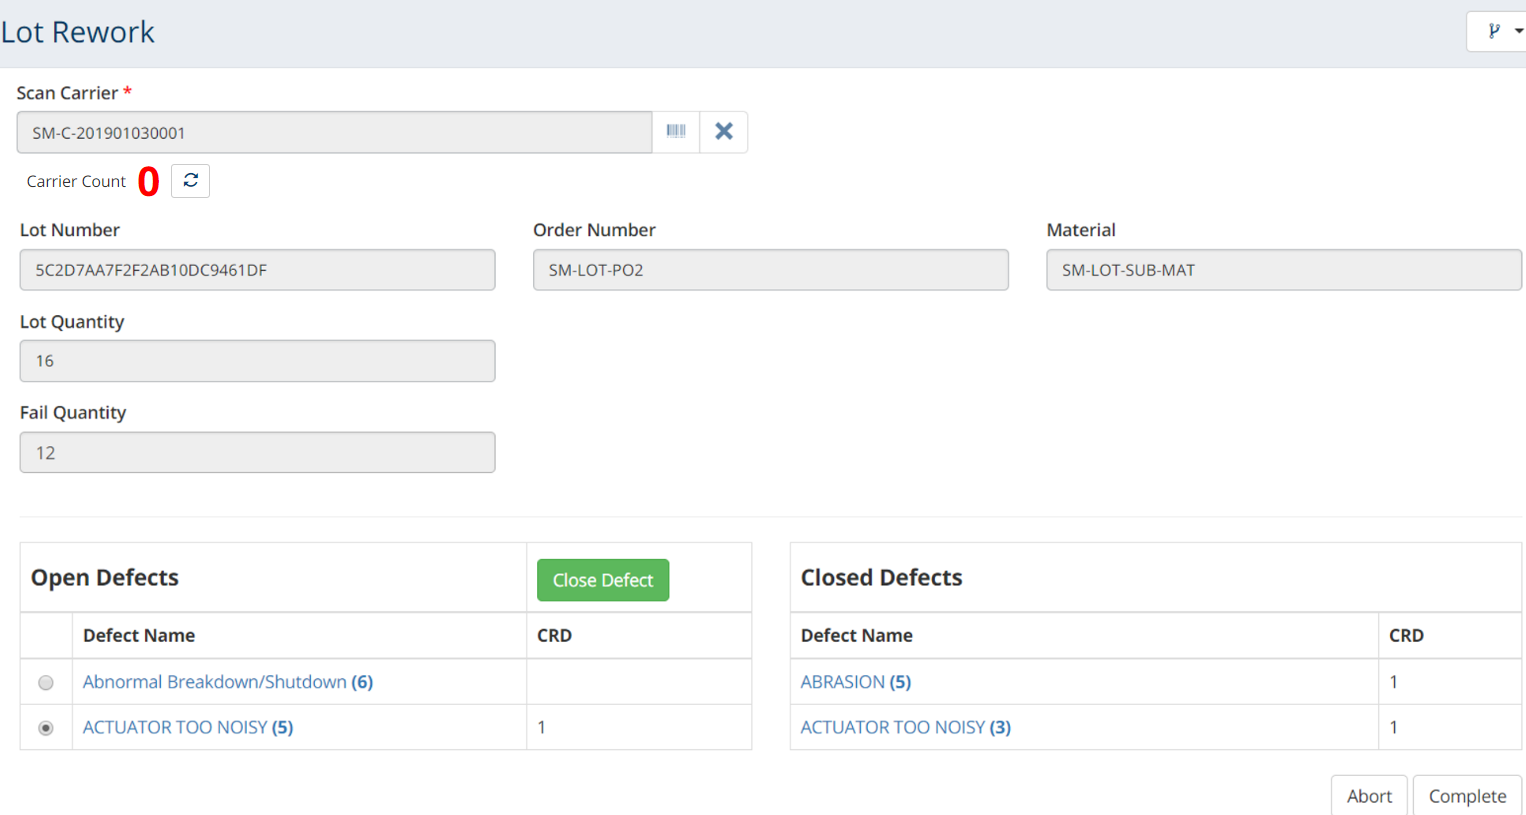 Lot Rework
Scan Carrier *
SM-C-201901030001
Carrier Count 0
Lot Number Order Number Material
5C2D7AA7F2F2AB10DC9461DF SM-LOT-PO2 SM-LOT-SUB-MAT
Lot Quantity
16
Fail Quantity
12
Open Defects Close Defect
Defect Name CRD
Abnormal Breakdown/Shutdown (6)
ACTUATOR TOO NOISY (5) 1
Closed Defects
Defect Name CRD
ABRASION (5) 1
ACTUATOR TOO NOISY (3) 1
Abort Complete